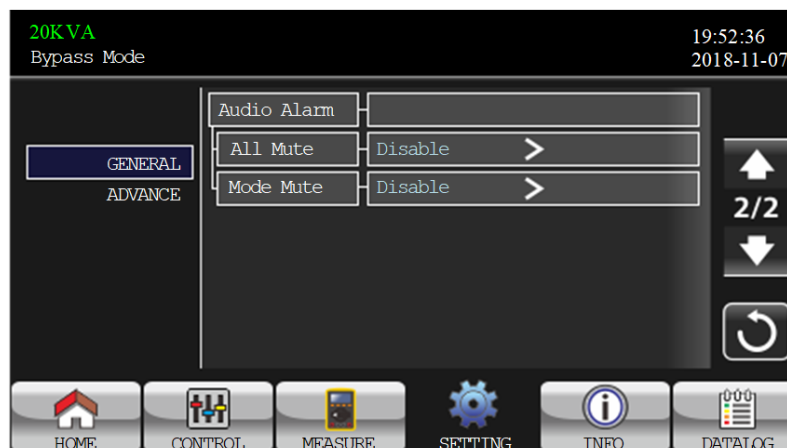 20KVA
Bypass Mode
19:52:36
2018-11-07
GENERAL
ADVANCE
Audio Alarm
All Mute Disable >
Mode Mute Disable >
2/2
HOME CONTROL MEASURE SETTING INFO DATALOG